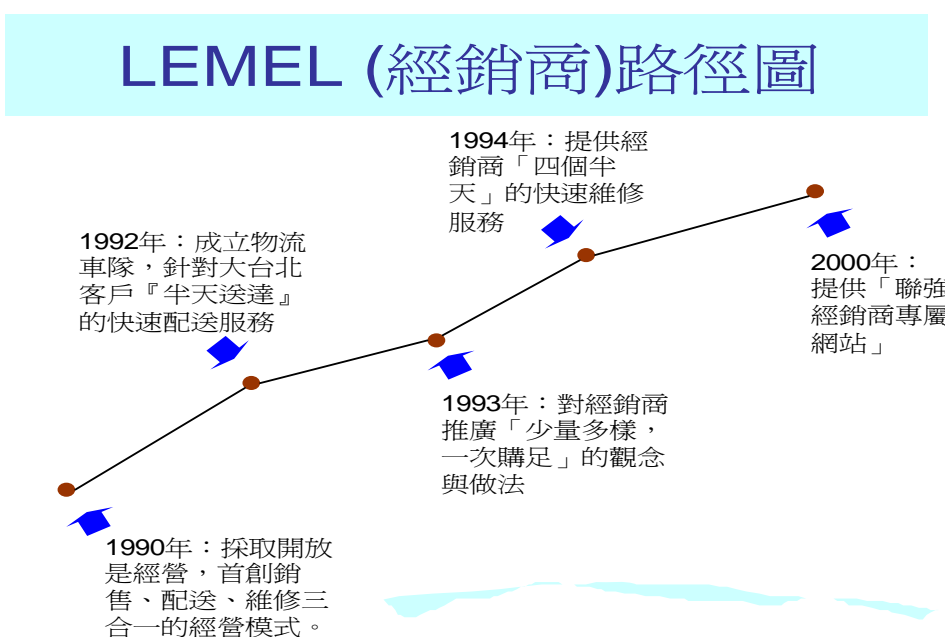 LEMEL (經銷商)路徑圖
1994年：提供經
銷商「四個半
天」的快速維修
服務
1992年：成立物流
車隊，針對大台北
客戶『半天送達』
的快速配送服務
2000年：
提供「聯強
經銷商專屬
網站」
1993年：對經銷商
推廣「少量多樣，
一次購足」的觀念
與做法
1990年：採取開放
是經營，首創銷
售、配送、維修三
合一的經營模式。